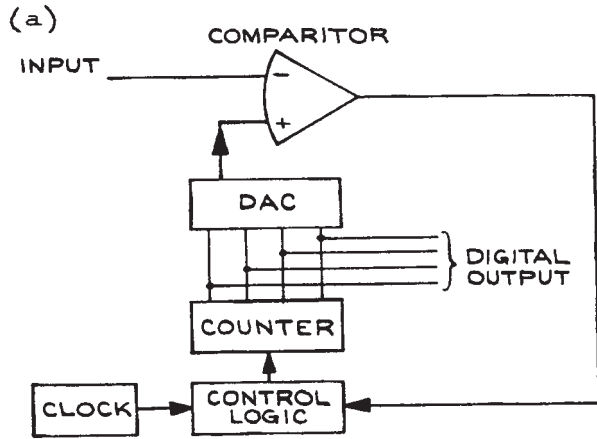 (a)
COMPARITOR
INPUT
−
+
DAC
DIGITAL
OUTPUT
COUNTER
CLOCK
CONTROL
LOGIC